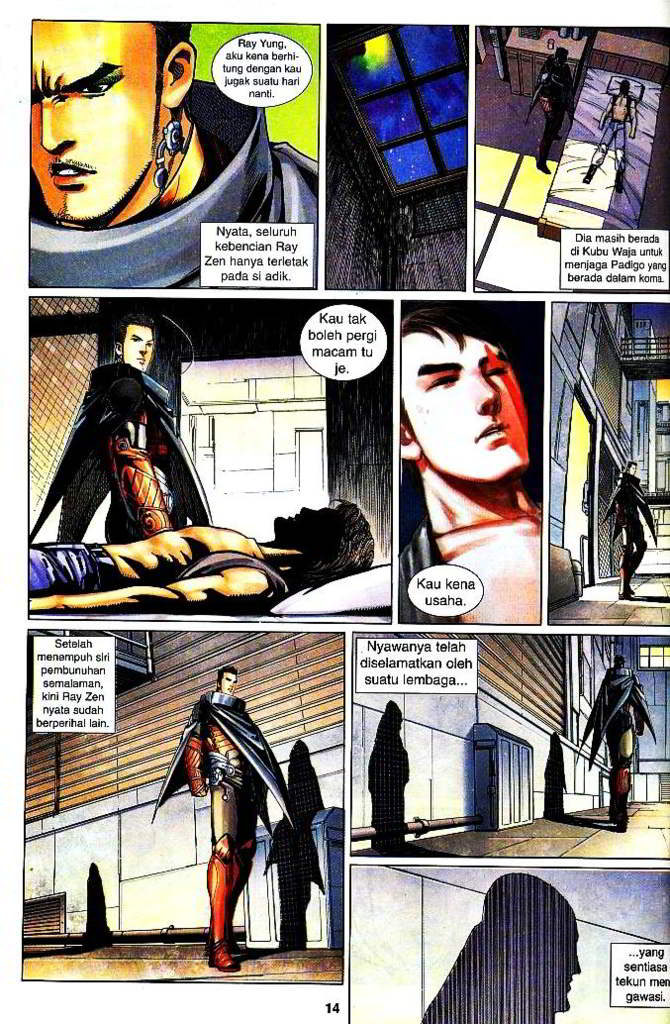 Ray Yung,
aku kena berhi-
tung dengan kau
jugak suatu hari
nanti.
Nyata, seluruh
kebencian Ray
Zen hanya terletak
pada si adik.
Dia masih berada
di Kubu Waja untuk
menjaga Padigo yang
berada dalam koma.
Kau tak
boleh pergi
macam tu
je.
Kau kena
usaha.
Setelah
menempuh siri
pembunuhan
semalaman,
kini Ray Zen
nyata sudah
berperihal lain.
Nyawanya telah
diselamatkan oleh
suatu lembaga...
...yang
sentiasa
tekun men
gawasi.
14